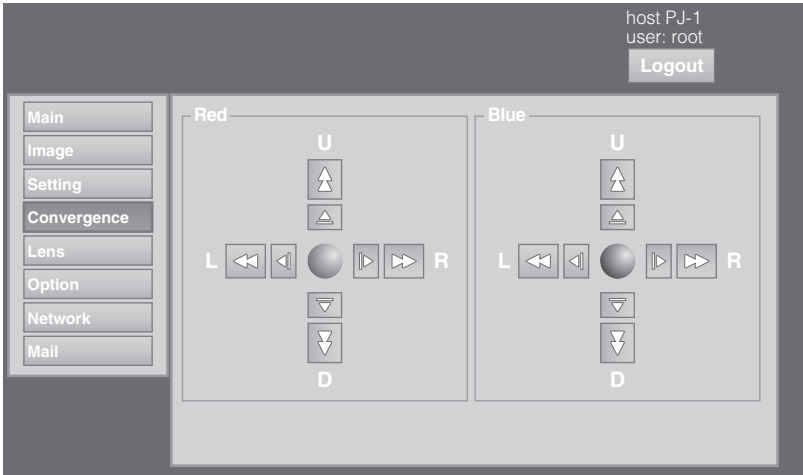 host PJ-1
user: root
Logout
Main
Image
Setting
Convergence
Lens
Option
Network
Mail
Red
U
L
R
D
Blue
U
L
R
D